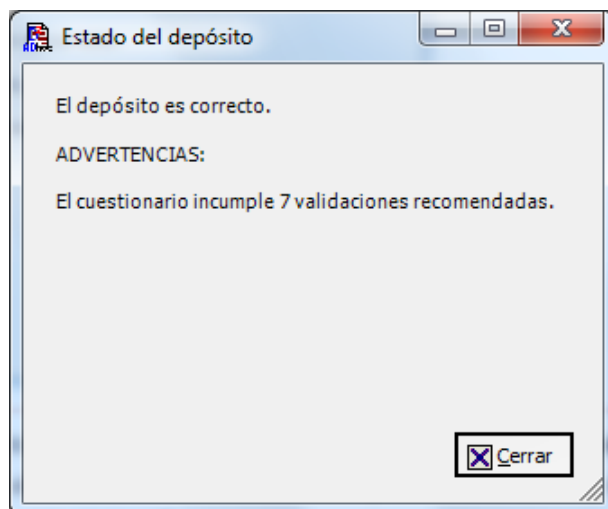 Estado del depósito
El depósito es correcto.
ADVERTENCIAS:
El cuestionario incumple 7 validaciones recomendadas.
Cerrar